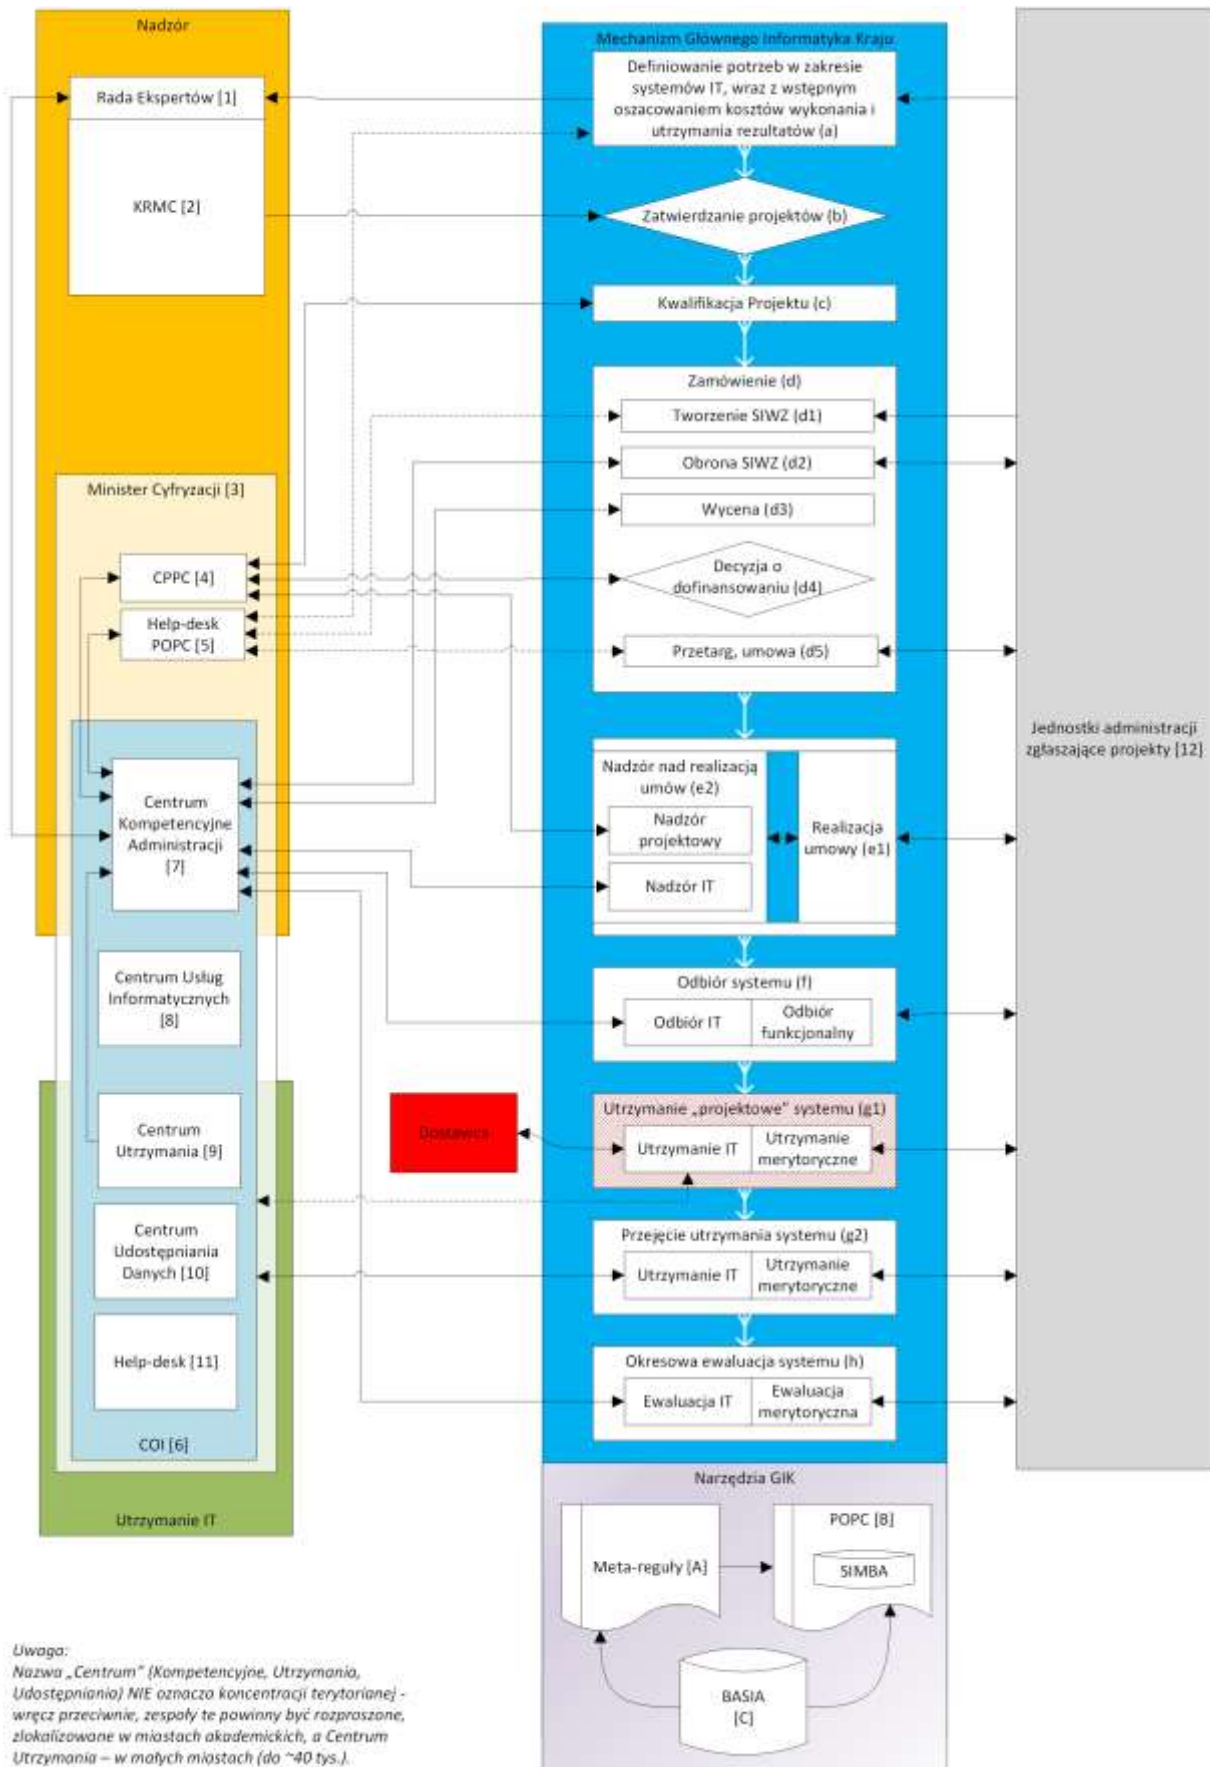 Nadzór
Rada Ekspertów [1]
KRMC [2]
Minister Cyfryzacji [3]
CPPC [4]
Help-desk
POPC [5]
Centrum
Kompetencyjne
Administracji
[7]
Centrum Usług
Informatycznych
[8]
Centrum
Utrzymania [9]
Centrum
Udostępniania
Danych [10]
Help-desk [11]
COI [6]
Utrzymanie IT
Mechanizm Głównego Informatyka Kraju
Definiowanie potrzeb w zakresie
systemów IT, wraz z wstępnym
oszacowaniem kosztów wykonania i
utrzymania rezultatów (a)
Zatwierdzanie projektów (b)
Kwalifikacja Projektu (c)
Zamówienie (d)
Tworzenie SIWZ (d1)
Obrona SIWZ (d2)
Wycena (d3)
Decyzja o
dofinansowaniu (d4)
Przetarg, umowa (d5)
Nadzór nad realizacją
umów (e2)
Nadzór
projektowy
Nadzór IT
Realizacja
umowy (e1)
Odbiór systemu (f)
Odbiór IT
Odbiór
funkcjonalny
Dostawca
Utrzymanie „projektowe” systemu (g1)
Utrzymanie IT
Utrzymanie
merytoryczne
Przejęcie utrzymania systemu (g2)
Utrzymanie IT
Utrzymanie
merytoryczne
Okresowa ewaluacja systemu (h)
Ewaluacja IT
Ewaluacja
merytoryczna
Narzędzia GIK
Meta-reguły [A]
POPC [B]
SIMBA
BASIA
[C]
Jednostki administracji
zgłaszające projekty [12]
Uwaga:
Nazwa „Centrum” (Kompetencyjne, Utrzymania,
Udostępniania) NIE oznacza koncentracji terytorianej -
wręcz przeciwnie, zespoły te powinny być rozproszone,
zlokalizowane w miastach akademickich, a Centrum
Utrzymania – w małych miastach (do ~40 tys.).